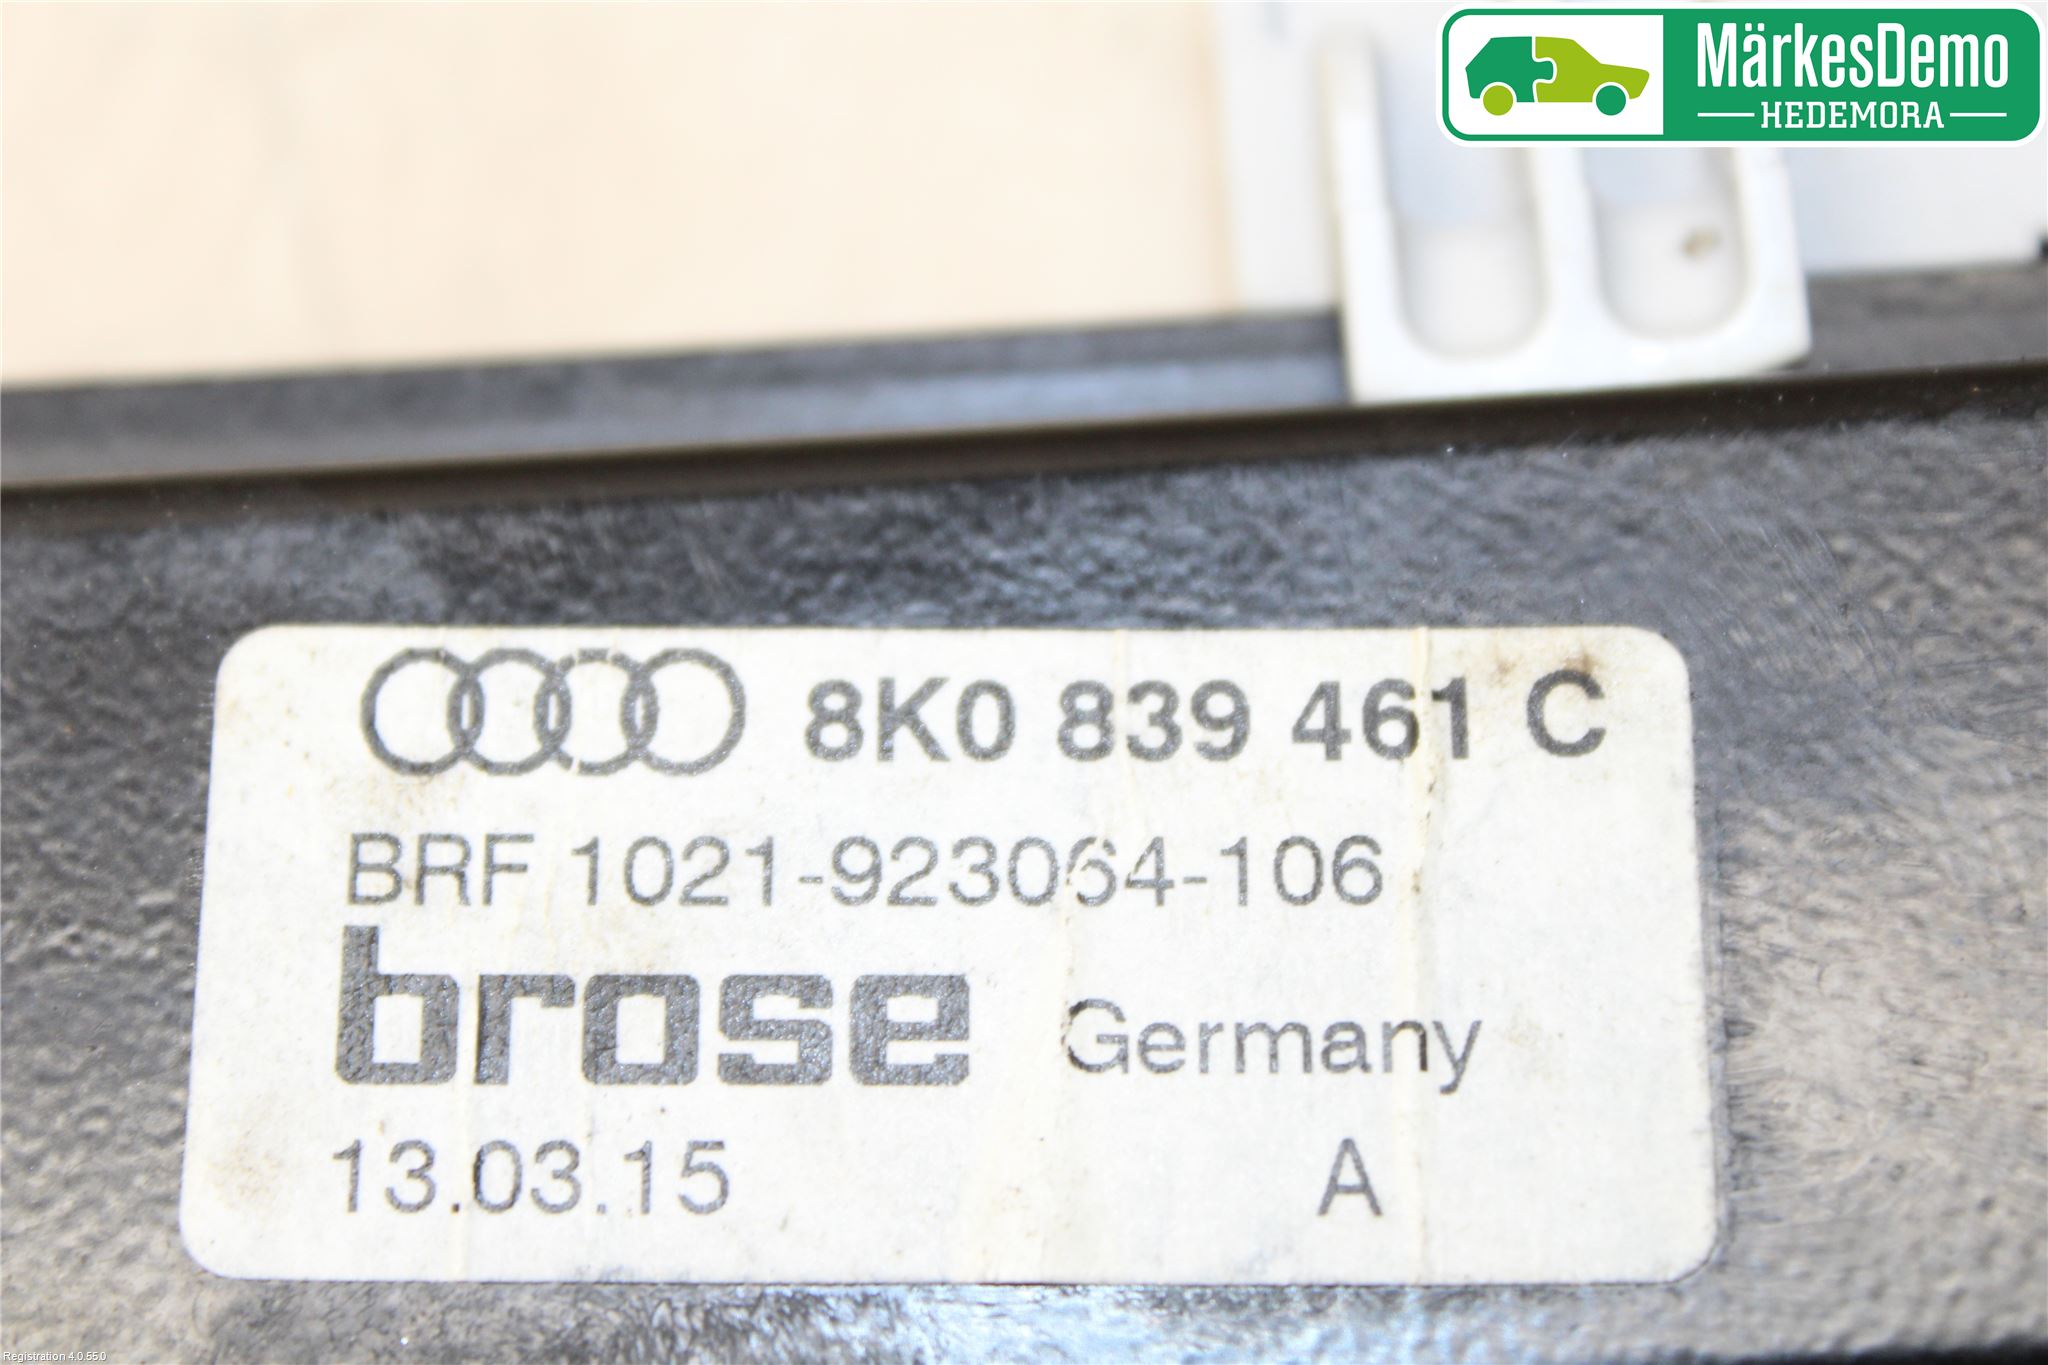 MärkesDemo
HEDEMORA
8K0 839 461 C
BRF 1021-923064-106
brose Germany
13.03.15 A
Registration 4.0.55.0